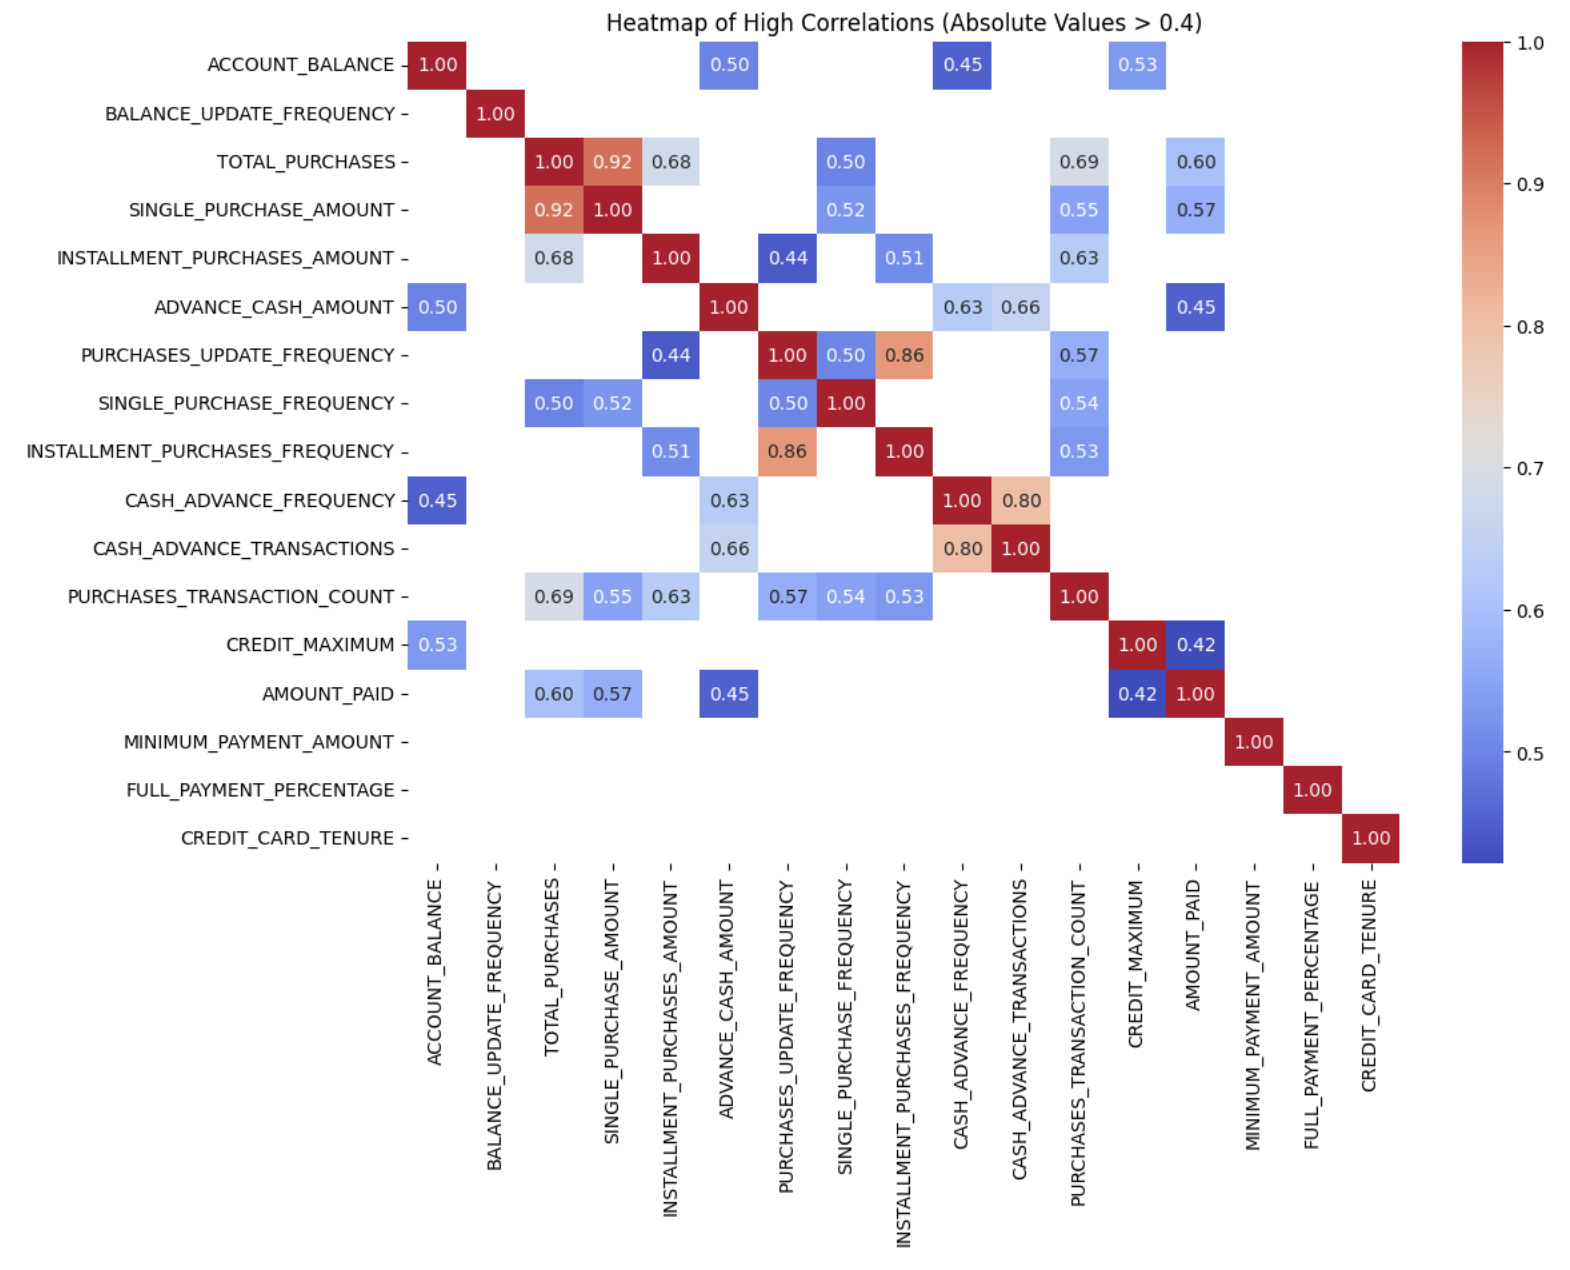 Heatmap of High Correlations (Absolute Values > 0.4)
ACCOUNT_BALANCE 1.00 0.50 0.45 0.53
BALANCE_UPDATE_FREQUENCY 1.00
TOTAL_PURCHASES 1.00 0.92 0.68 0.50 0.69 0.60
SINGLE_PURCHASE_AMOUNT 0.92 1.00 0.52 0.55 0.57
INSTALLMENT_PURCHASES_AMOUNT 0.68 1.00 0.44 0.51 0.63
ADVANCE_CASH_AMOUNT 0.50 1.00 0.63 0.66 0.45
PURCHASES_UPDATE_FREQUENCY 0.44 1.00 0.50 0.86 0.57
SINGLE_PURCHASE_FREQUENCY 0.50 0.52 0.50 1.00 0.54
INSTALLMENT_PURCHASES_FREQUENCY 0.51 0.86 1.00 0.53
CASH_ADVANCE_FREQUENCY 0.45 0.63 1.00 0.80
CASH_ADVANCE_TRANSACTIONS 0.66 0.80 1.00
PURCHASES_TRANSACTION_COUNT 0.69 0.55 0.63 0.57 0.54 0.53 1.00
CREDIT_MAXIMUM 0.53 1.00 0.42
AMOUNT_PAID 0.60 0.57 0.45 0.42 1.00
MINIMUM_PAYMENT_AMOUNT 1.00
FULL_PAYMENT_PERCENTAGE 1.00
CREDIT_CARD_TENURE 1.00
ACCOUNT_BALANCE
BALANCE_UPDATE_FREQUENCY
TOTAL_PURCHASES
SINGLE_PURCHASE_AMOUNT
INSTALLMENT_PURCHASES_AMOUNT
ADVANCE_CASH_AMOUNT
PURCHASES_UPDATE_FREQUENCY
SINGLE_PURCHASE_FREQUENCY
INSTALLMENT_PURCHASES_FREQUENCY
CASH_ADVANCE_FREQUENCY
CASH_ADVANCE_TRANSACTIONS
PURCHASES_TRANSACTION_COUNT
CREDIT_MAXIMUM
AMOUNT_PAID
MINIMUM_PAYMENT_AMOUNT
FULL_PAYMENT_PERCENTAGE
CREDIT_CARD_TENURE
1.0
0.9
0.8
0.7
0.6
0.5